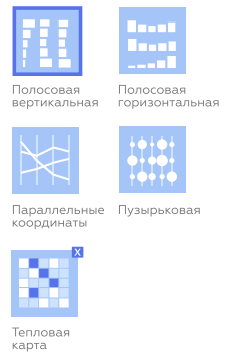 Полосовая
вертикальная
Полосовая
горизонтальная
Параллельные
координаты
Пузырьковая
x
Тепловая
карта